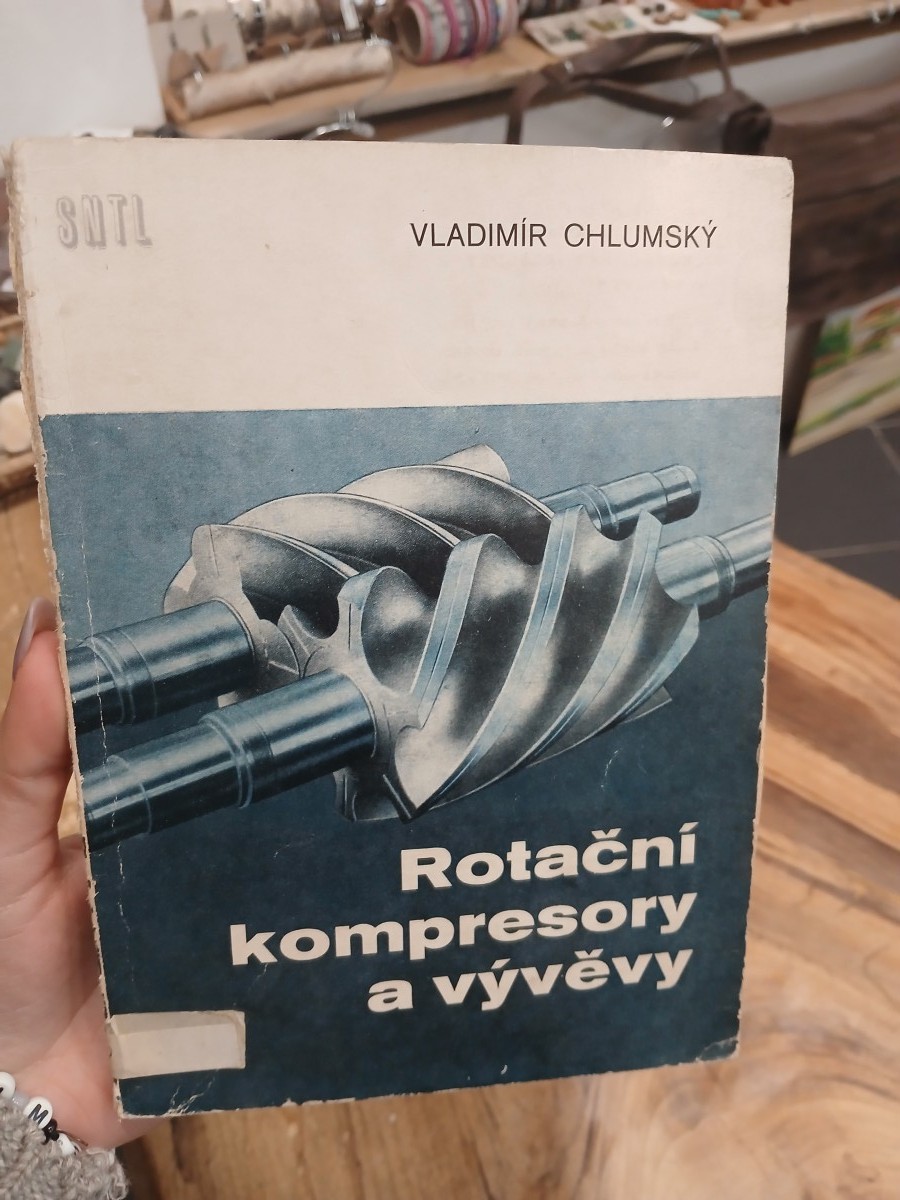 SNTL
VLADIMÍR CHLUMSKÝ
Rotační
kompresory
a vývěvy
M